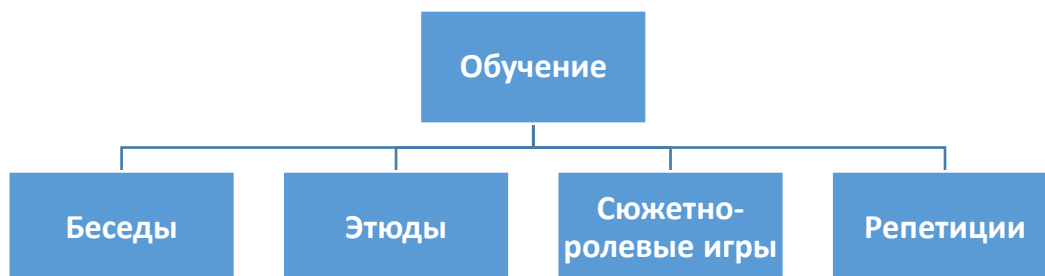 Обучение
Беседы
Этюды
Сюжетно-
ролевые игры
Репетиции